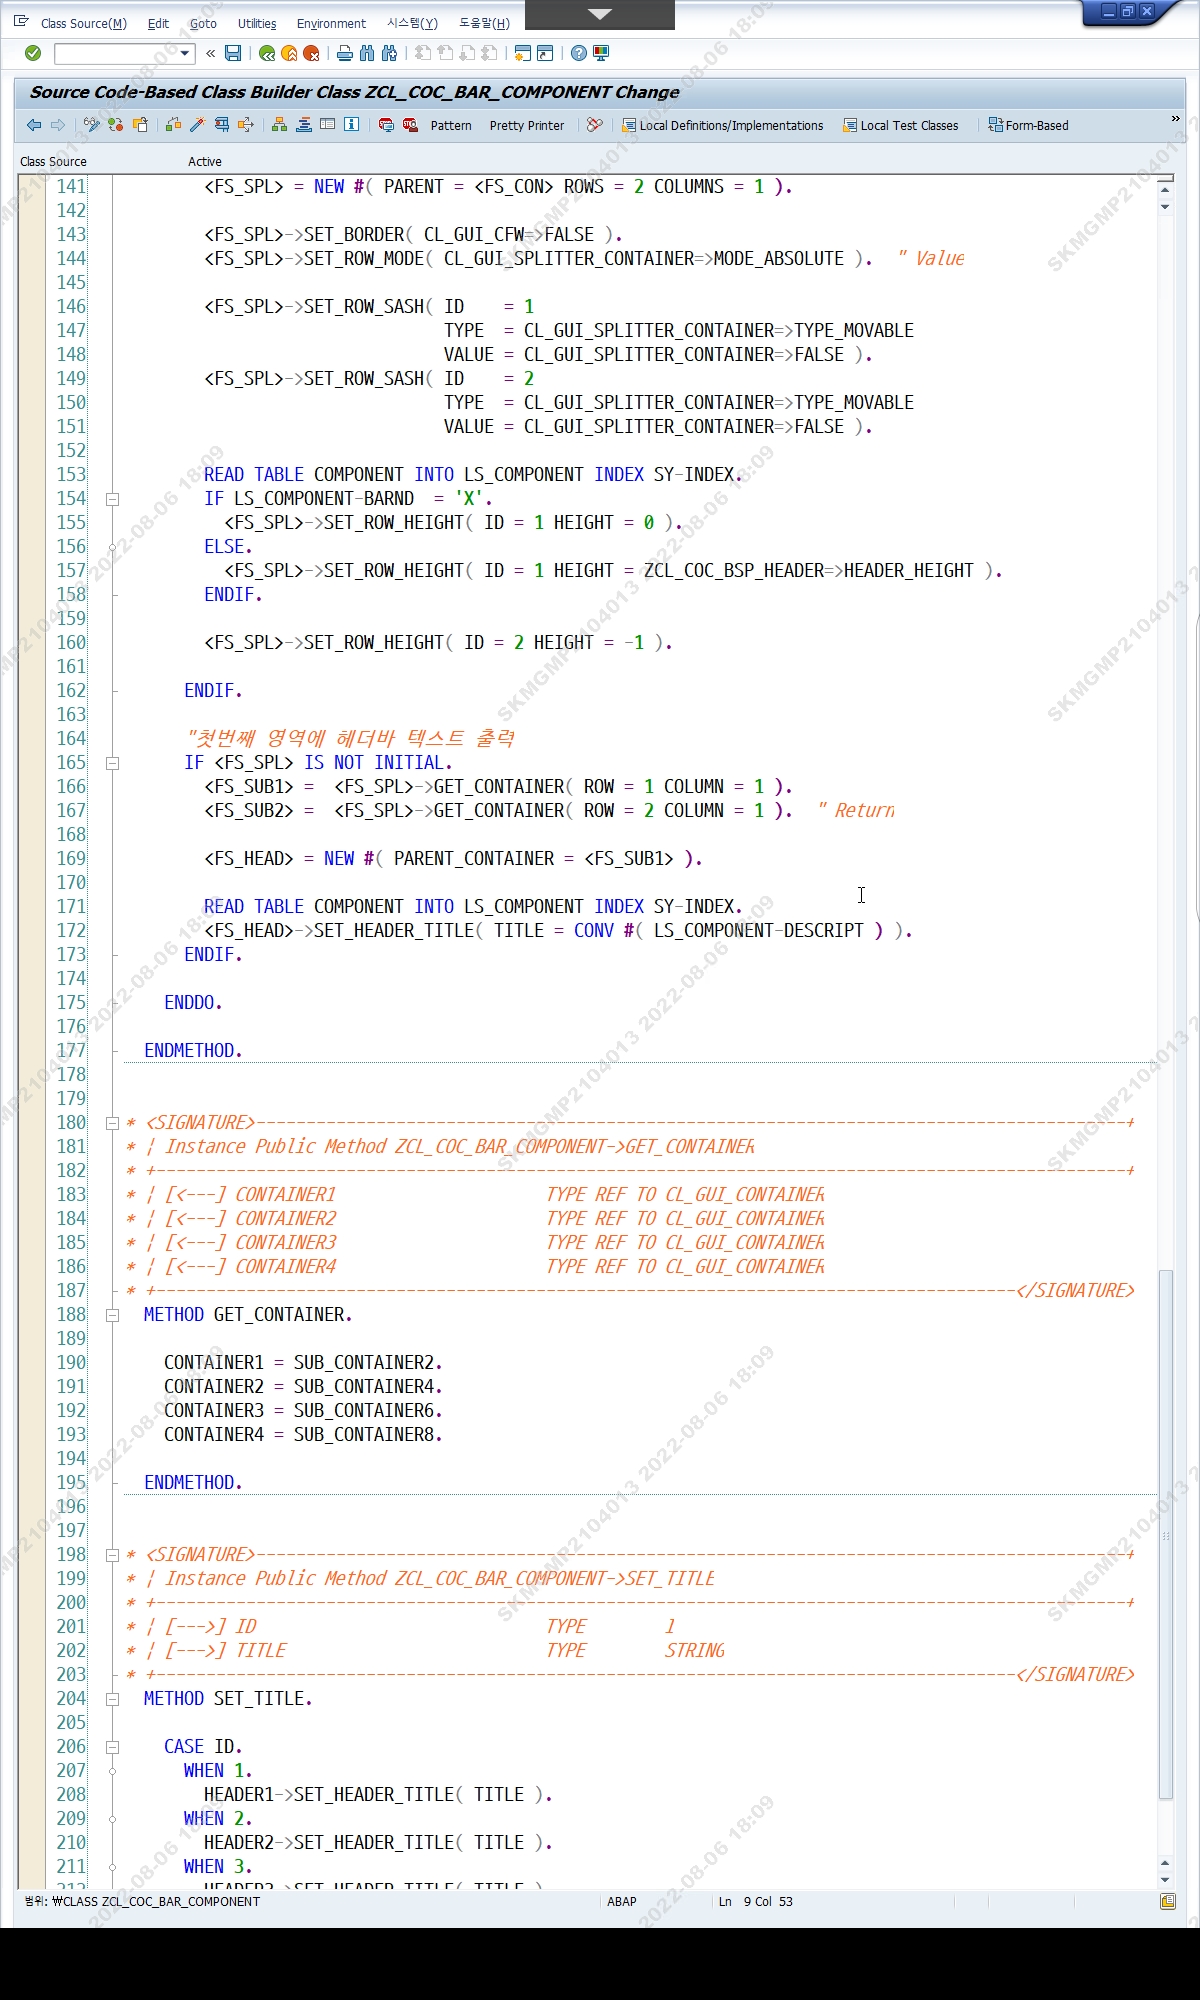 Class Source(M) Edit Goto Utilities Environment 시스템(Y) 도움말(H)
Source Code-Based Class Builder Class ZCL_COC_BAR_COMPONENT Change
Pattern Pretty Printer Local Definitions/Implementations Local Test Classes Form-Based
Class Source Active
141 <FS_SPL> = NEW #( PARENT = <FS_CON> ROWS = 2 COLUMNS = 1 ).
142
143 <FS_SPL>->SET_BORDER( CL_GUI_CFW=>FALSE ).
144 <FS_SPL>->SET_ROW_MODE( CL_GUI_SPLITTER_CONTAINER=>MODE_ABSOLUTE ). " Value
145
146 <FS_SPL>->SET_ROW_SASH( ID = 1
147 TYPE = CL_GUI_SPLITTER_CONTAINER=>TYPE_MOVABLE
148 VALUE = CL_GUI_SPLITTER_CONTAINER=>FALSE ).
149 <FS_SPL>->SET_ROW_SASH( ID = 2
150 TYPE = CL_GUI_SPLITTER_CONTAINER=>TYPE_MOVABLE
151 VALUE = CL_GUI_SPLITTER_CONTAINER=>FALSE ).
152
153 READ TABLE COMPONENT INTO LS_COMPONENT INDEX SY-INDEX.
154 IF LS_COMPONENT-BARND = 'X'.
155 <FS_SPL>->SET_ROW_HEIGHT( ID = 1 HEIGHT = 0 ).
156 ELSE.
157 <FS_SPL>->SET_ROW_HEIGHT( ID = 1 HEIGHT = ZCL_COC_BSP_HEADER=>HEADER_HEIGHT ).
158 ENDIF.
159
160 <FS_SPL>->SET_ROW_HEIGHT( ID = 2 HEIGHT = -1 ).
161
162 ENDIF.
163
164 "첫번째 영역에 헤더바 텍스트 출력
165 IF <FS_SPL> IS NOT INITIAL.
166 <FS_SUB1> = <FS_SPL>->GET_CONTAINER( ROW = 1 COLUMN = 1 ).
167 <FS_SUB2> = <FS_SPL>->GET_CONTAINER( ROW = 2 COLUMN = 1 ). " Return
168
169 <FS_HEAD> = NEW #( PARENT_CONTAINER = <FS_SUB1> ).
170
171 READ TABLE COMPONENT INTO LS_COMPONENT INDEX SY-INDEX.
172 <FS_HEAD>->SET_HEADER_TITLE( TITLE = CONV #( LS_COMPONENT-DESCRIPT ) ).
173 ENDIF.
174
175 ENDDO.
176
177 ENDMETHOD.
178
179
180 * <SIGNATURE>---------------------------------------------------------------------------------------+
181 * | Instance Public Method ZCL_COC_BAR_COMPONENT->GET_CONTAINER
182 * +-------------------------------------------------------------------------------------------------+
183 * | [<---] CONTAINER1 TYPE REF TO CL_GUI_CONTAINER
184 * | [<---] CONTAINER2 TYPE REF TO CL_GUI_CONTAINER
185 * | [<---] CONTAINER3 TYPE REF TO CL_GUI_CONTAINER
186 * | [<---] CONTAINER4 TYPE REF TO CL_GUI_CONTAINER
187 * +--------------------------------------------------------------------------------------</SIGNATURE>
188 METHOD GET_CONTAINER.
189
190 CONTAINER1 = SUB_CONTAINER2.
191 CONTAINER2 = SUB_CONTAINER4.
192 CONTAINER3 = SUB_CONTAINER6.
193 CONTAINER4 = SUB_CONTAINER8.
194
195 ENDMETHOD.
196
197
198 * <SIGNATURE>---------------------------------------------------------------------------------------+
199 * | Instance Public Method ZCL_COC_BAR_COMPONENT->SET_TITLE
200 * +-------------------------------------------------------------------------------------------------+
201 * | [--->] ID TYPE I
202 * | [--->] TITLE TYPE STRING
203 * +--------------------------------------------------------------------------------------</SIGNATURE>
204 METHOD SET_TITLE.
205
206 CASE ID.
207 WHEN 1.
208 HEADER1->SET_HEADER_TITLE( TITLE ).
209 WHEN 2.
210 HEADER2->SET_HEADER_TITLE( TITLE ).
211 WHEN 3.
212 HEADER3->SET_HEADER_TITLE( TITLE )
범위: ￦CLASS ZCL_COC_BAR_COMPONENT ABAP Ln 9 Col 53
SKMGMP2104013 2022-08-06 18:09